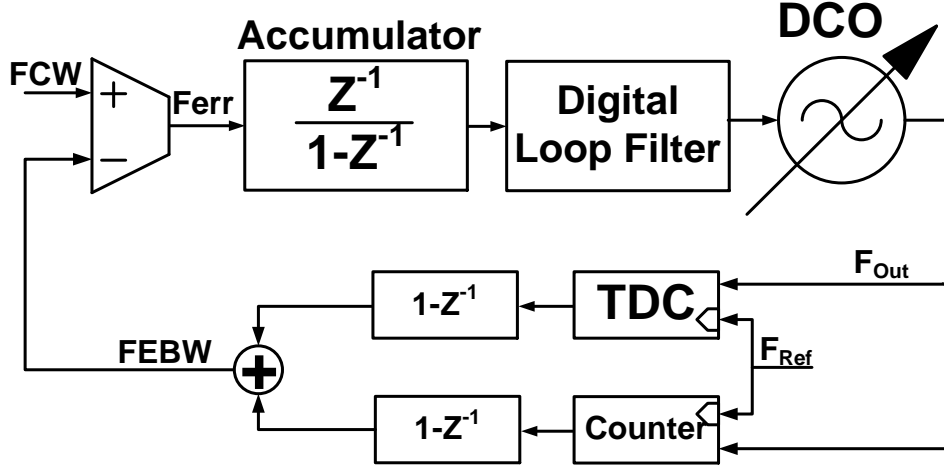 DCO
Accumulator
FCW
+
Ferr
Z-1
1-Z-1
Digital
Loop Filter
−
FOut
1-Z-1
TDC
FEBW
+
FRef
1-Z-1
Counter